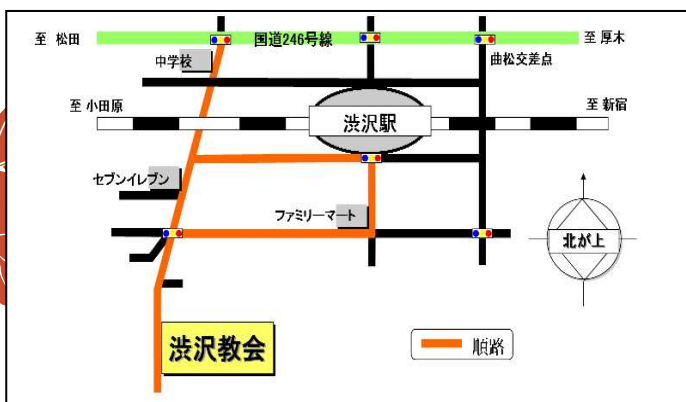 至 松田
国道246号線
至 厚木
中学校
曲松交差点
至 小田原
至 新宿
渋沢駅
セブンイレブン
ファミリーマート
北が上
渋沢教会
順路